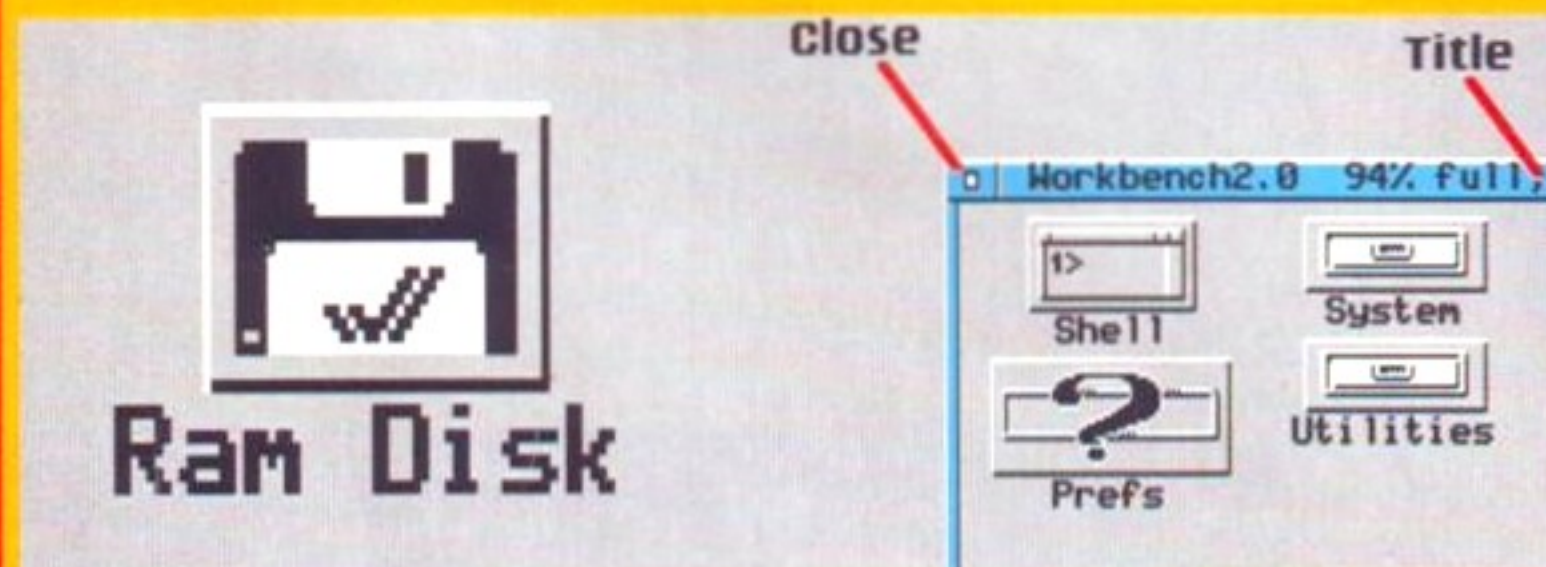 Close
Title
Workbench2.0 94% full,
1>
Shell
System
Utilities
Prefs
Ram Disk